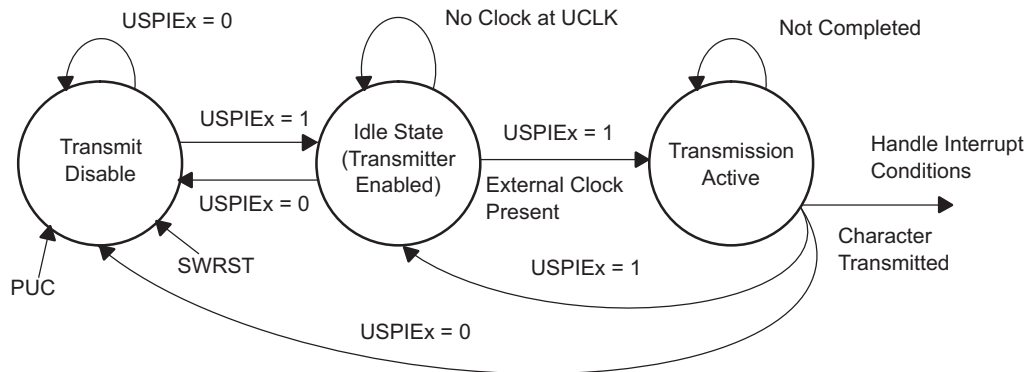 USPIEx = 0
No Clock at UCLK
Not Completed
Transmit
Disable
USPIEx = 1
USPIEx = 0
Idle State
(Transmitter
Enabled)
USPIEx = 1
External Clock
Present
Transmission
Active
Handle Interrupt
Conditions
Character
Transmitted
PUC
SWRST
USPIEx = 1
USPIEx = 0